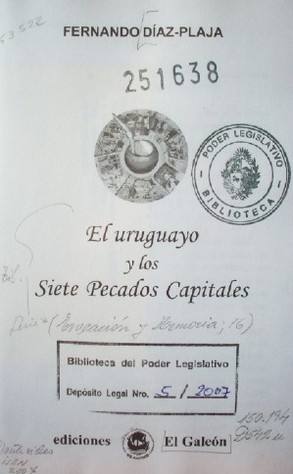 FERNANDO DÍAZ-PLAJA
251638
PODER LEGISLATIVO
BIBLIOTECA
El uruguayo
y los
Siete Pecados Capitales
(Evocación y Memoria; 16)
Biblioteca del Poder Legislativo
Depósito Legal Nro. 5 / 2007
150.194
D542u
ediciones El Galeón